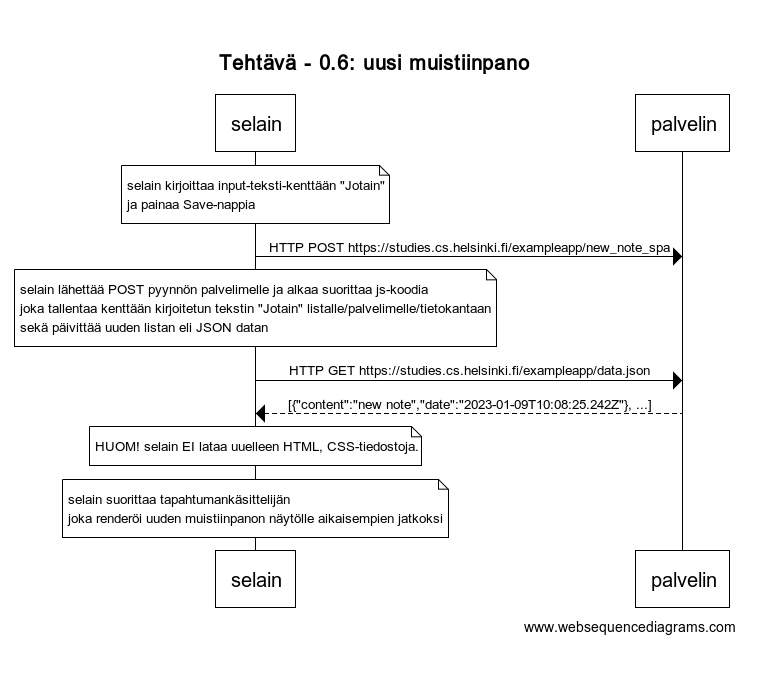 Tehtävä - 0.6: uusi muistiinpano
selain
palvelin
selain kirjoittaa input-teksti-kenttään "Jotain"
ja painaa Save-nappia
HTTP POST https://studies.cs.helsinki.fi/exampleapp/new_note_spa
selain lähettää POST pyynnön palvelimelle ja alkaa suorittaa js-koodia
joka tallentaa kenttään kirjoitetun tekstin "Jotain" listalle/palvelimelle/tietokantaan
sekä päivittää uuden listan eli JSON datan
HTTP GET https://studies.cs.helsinki.fi/exampleapp/data.json
[{"content":"new note","date":"2023-01-09T10:08:25.242Z"}, ...]
HUOM! selain EI lataa uuelleen HTML, CSS-tiedostoja.
selain suorittaa tapahtumankäsittelijän
joka renderöi uuden muistiinpanon näytölle aikaisempien jatkoksi
selain
palvelin
www.websequencediagrams.com